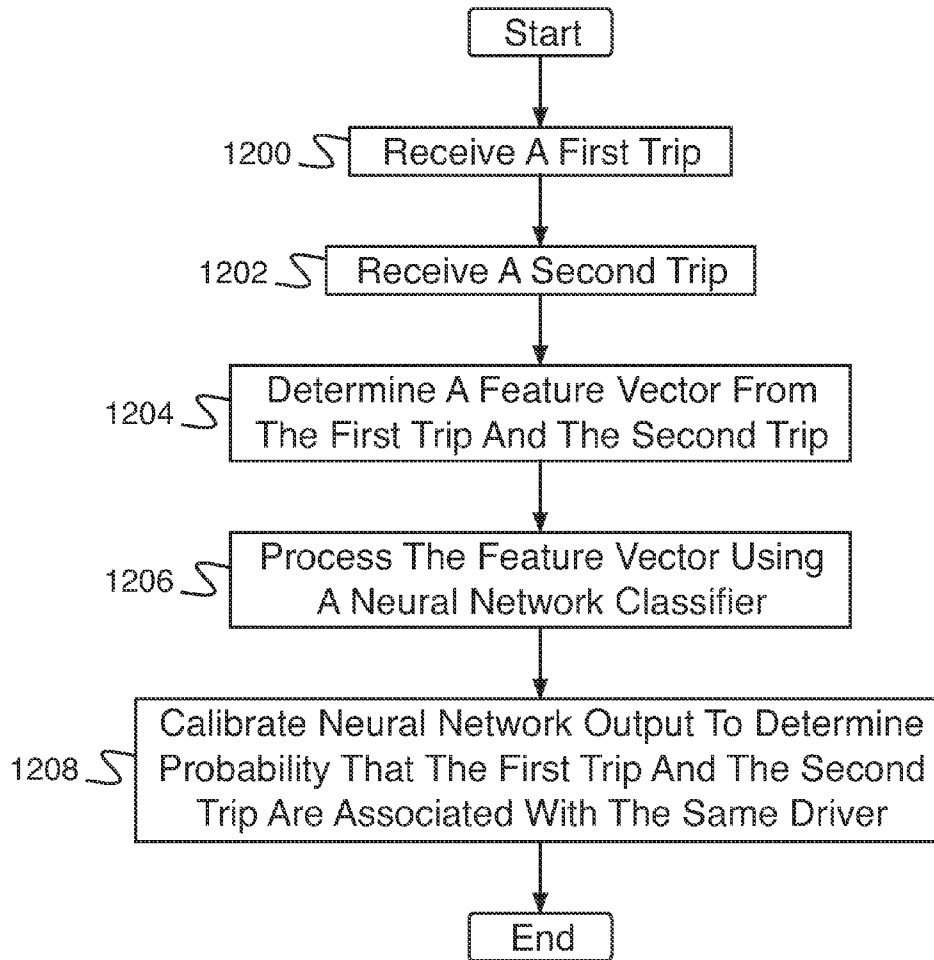 Start
1200
Receive A First Trip
1202
Receive A Second Trip
1204
Determine A Feature Vector From
The First Trip And The Second Trip
1206
Process The Feature Vector Using
A Neural Network Classifier
1208
Calibrate Neural Network Output To Determine
Probability That The First Trip And The Second
Trip Are Associated With The Same Driver
End